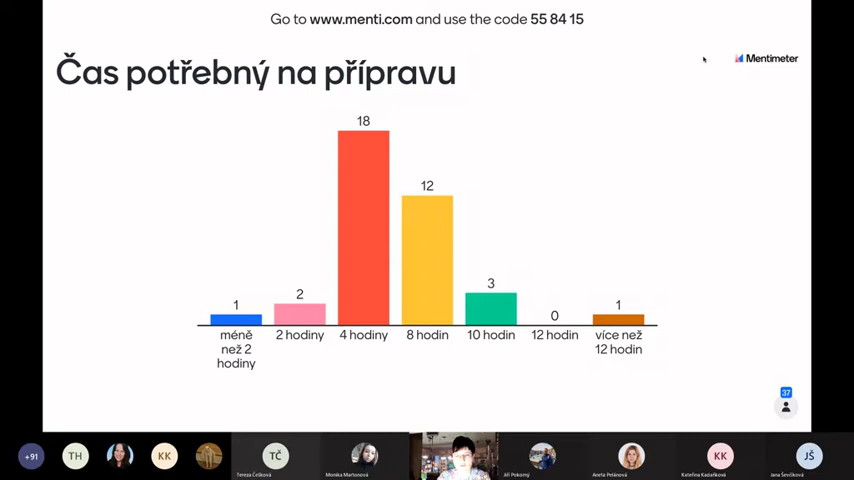 Go to www.menti.com and use the code 55 84 15
Čas potřebný na přípravu
Mentimeter
18
12
3
2
1
0
1
méně než 2 hodiny
2 hodiny
4 hodiny
8 hodin
10 hodin
12 hodin
více než 12 hodin
37
+91
TH
KK
TČ
Tereza Češková
Monika Martonová
Jiří Pokorný
Aneta Pelánová
KK
Kateřina Kastaľková
JŠ
Jana Ševčíková